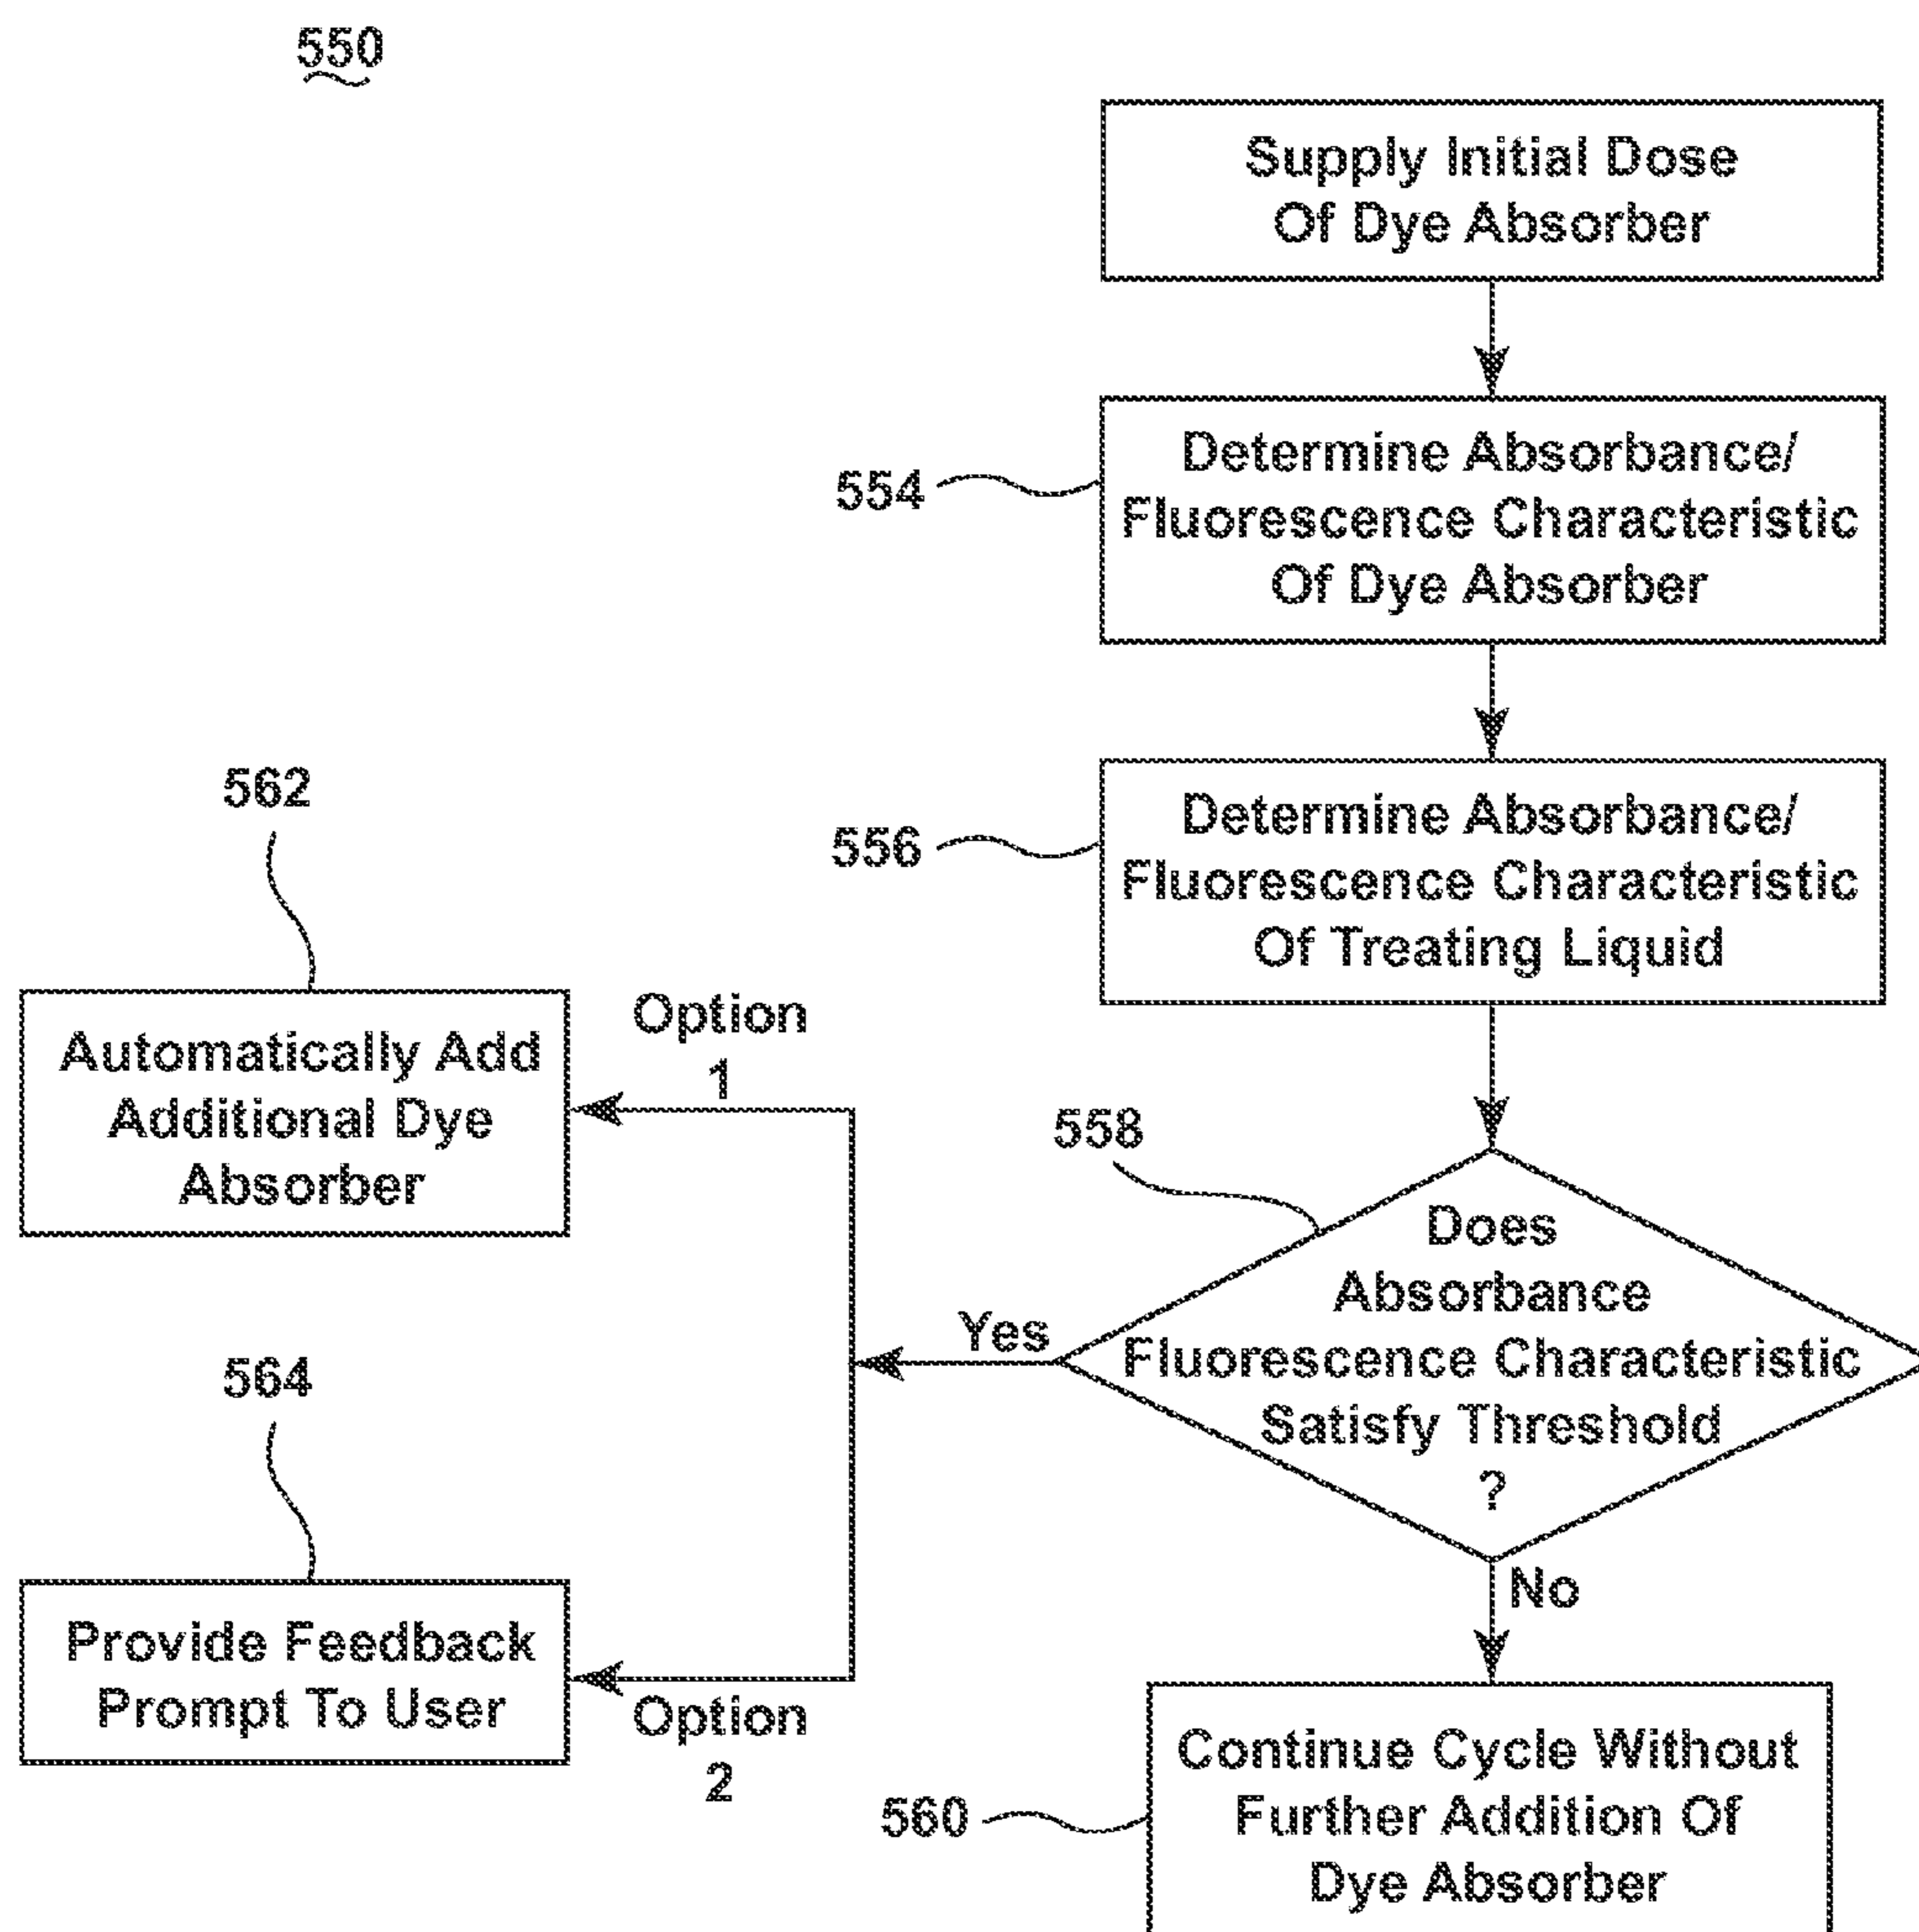 550
Supply Initial Dose
Of Dye Absorber
554
Determine Absorbance/
Fluorescence Characteristic
Of Dye Absorber
556
Determine Absorbance/
Fluorescence Characteristic
Of Treating Liquid
558
Does
Absorbance
Fluorescence Characteristic
Satisfy Threshold
?
Yes
No
562
Option
1
Automatically Add
Additional Dye
Absorber
564
Option
2
Provide Feedback
Prompt To User
560
Continue Cycle Without
Further Addition Of
Dye Absorber